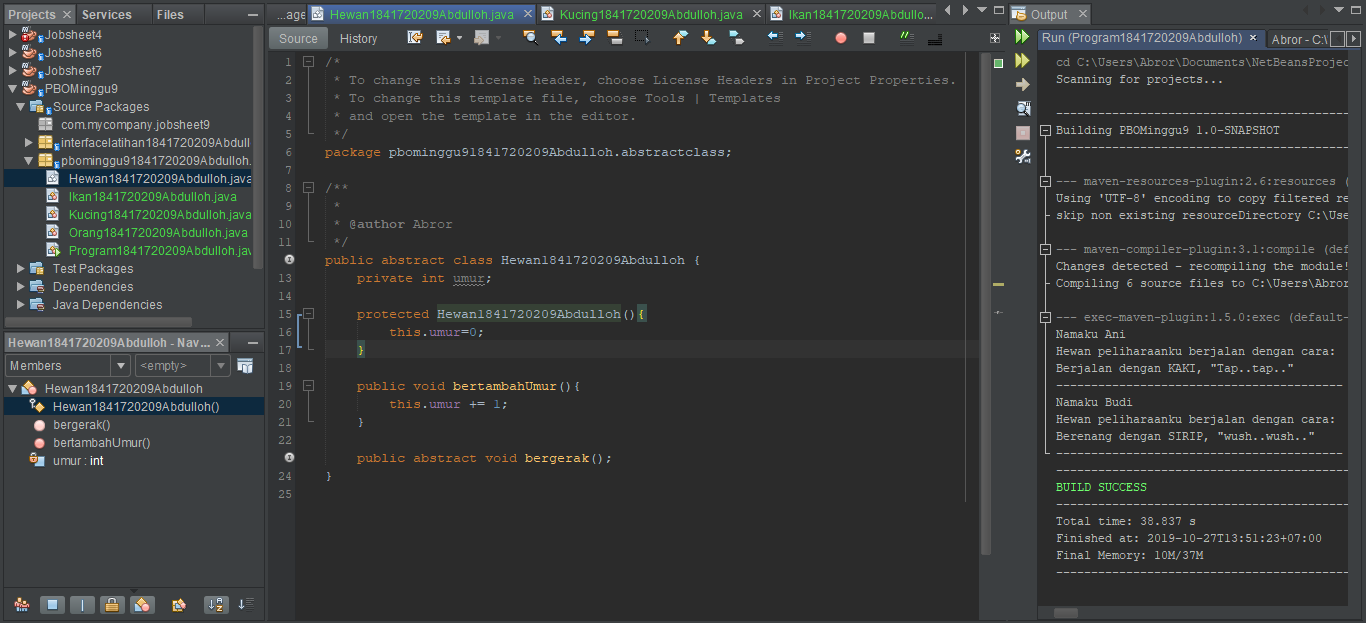 Projects
Services
Files
Jobsheet4
Jobsheet6
Jobsheet7
PBOMinggu9
Source Packages
com.mycompany.jobsheet9
interfacelatihan1841720209Abdull
pbominggu91841720209Abdulloh.
Hewan1841720209Abdulloh.java
Ikan1841720209Abdulloh.java
Kucing1841720209Abdulloh.java
Orang1841720209Abdulloh.java
Program1841720209Abdulloh.jav
Test Packages
Dependencies
Java Dependencies
Hewan1841720209Abdulloh - Nav...
Members
<empty>
Hewan1841720209Abdulloh
Hewan1841720209Abdulloh()
bergerak()
bertambahUmur()
umur : int
...age
Hewan1841720209Abdulloh.java
Kucing1841720209Abdulloh.java
Ikan1841720209Abdullo...
Source
History
1 /*
2 * To change this license header, choose License Headers in Project Properties.
3 * To change this template file, choose Tools | Templates
4 * and open the template in the editor.
5 */
6 package pbominggu91841720209Abdulloh.abstractclass;
7
8 /**
9 *
10 * @author Abror
11 */
public abstract class Hewan1841720209Abdulloh {
13 private int umur;
14
15 protected Hewan1841720209Abdulloh(){
16 this.umur=0;
17 }
18
19 public void bertambahUmur(){
20 this.umur += 1;
21 }
22
public abstract void bergerak();
24 }
25
Output
Run (Program1841720209Abdulloh)
Abror - C:\
cd C:\Users\Abror\Documents\NetBeansProjec
Scanning for projects...
------------------------------------------
Building PBOMinggu9 1.0-SNAPSHOT
------------------------------------------
--- maven-resources-plugin:2.6:resources (
Using 'UTF-8' encoding to copy filtered re
skip non existing resourceDirectory C:\Use
--- maven-compiler-plugin:3.1:compile (def
Changes detected - recompiling the module!
Compiling 6 source files to C:\Users\Abror
--- exec-maven-plugin:1.5.0:exec (default-
Namaku Ani
Hewan peliharaanku berjalan dengan cara:
Berjalan dengan KAKI, "Tap..tap.."
-----------------------------------------
Namaku Budi
Hewan peliharaanku berjalan dengan cara:
Berenang dengan SIRIP, "wush..wush.."
-----------------------------------------
------------------------------------------
BUILD SUCCESS
------------------------------------------
Total time: 38.837 s
Finished at: 2019-10-27T13:51:23+07:00
Final Memory: 10M/37M
------------------------------------------